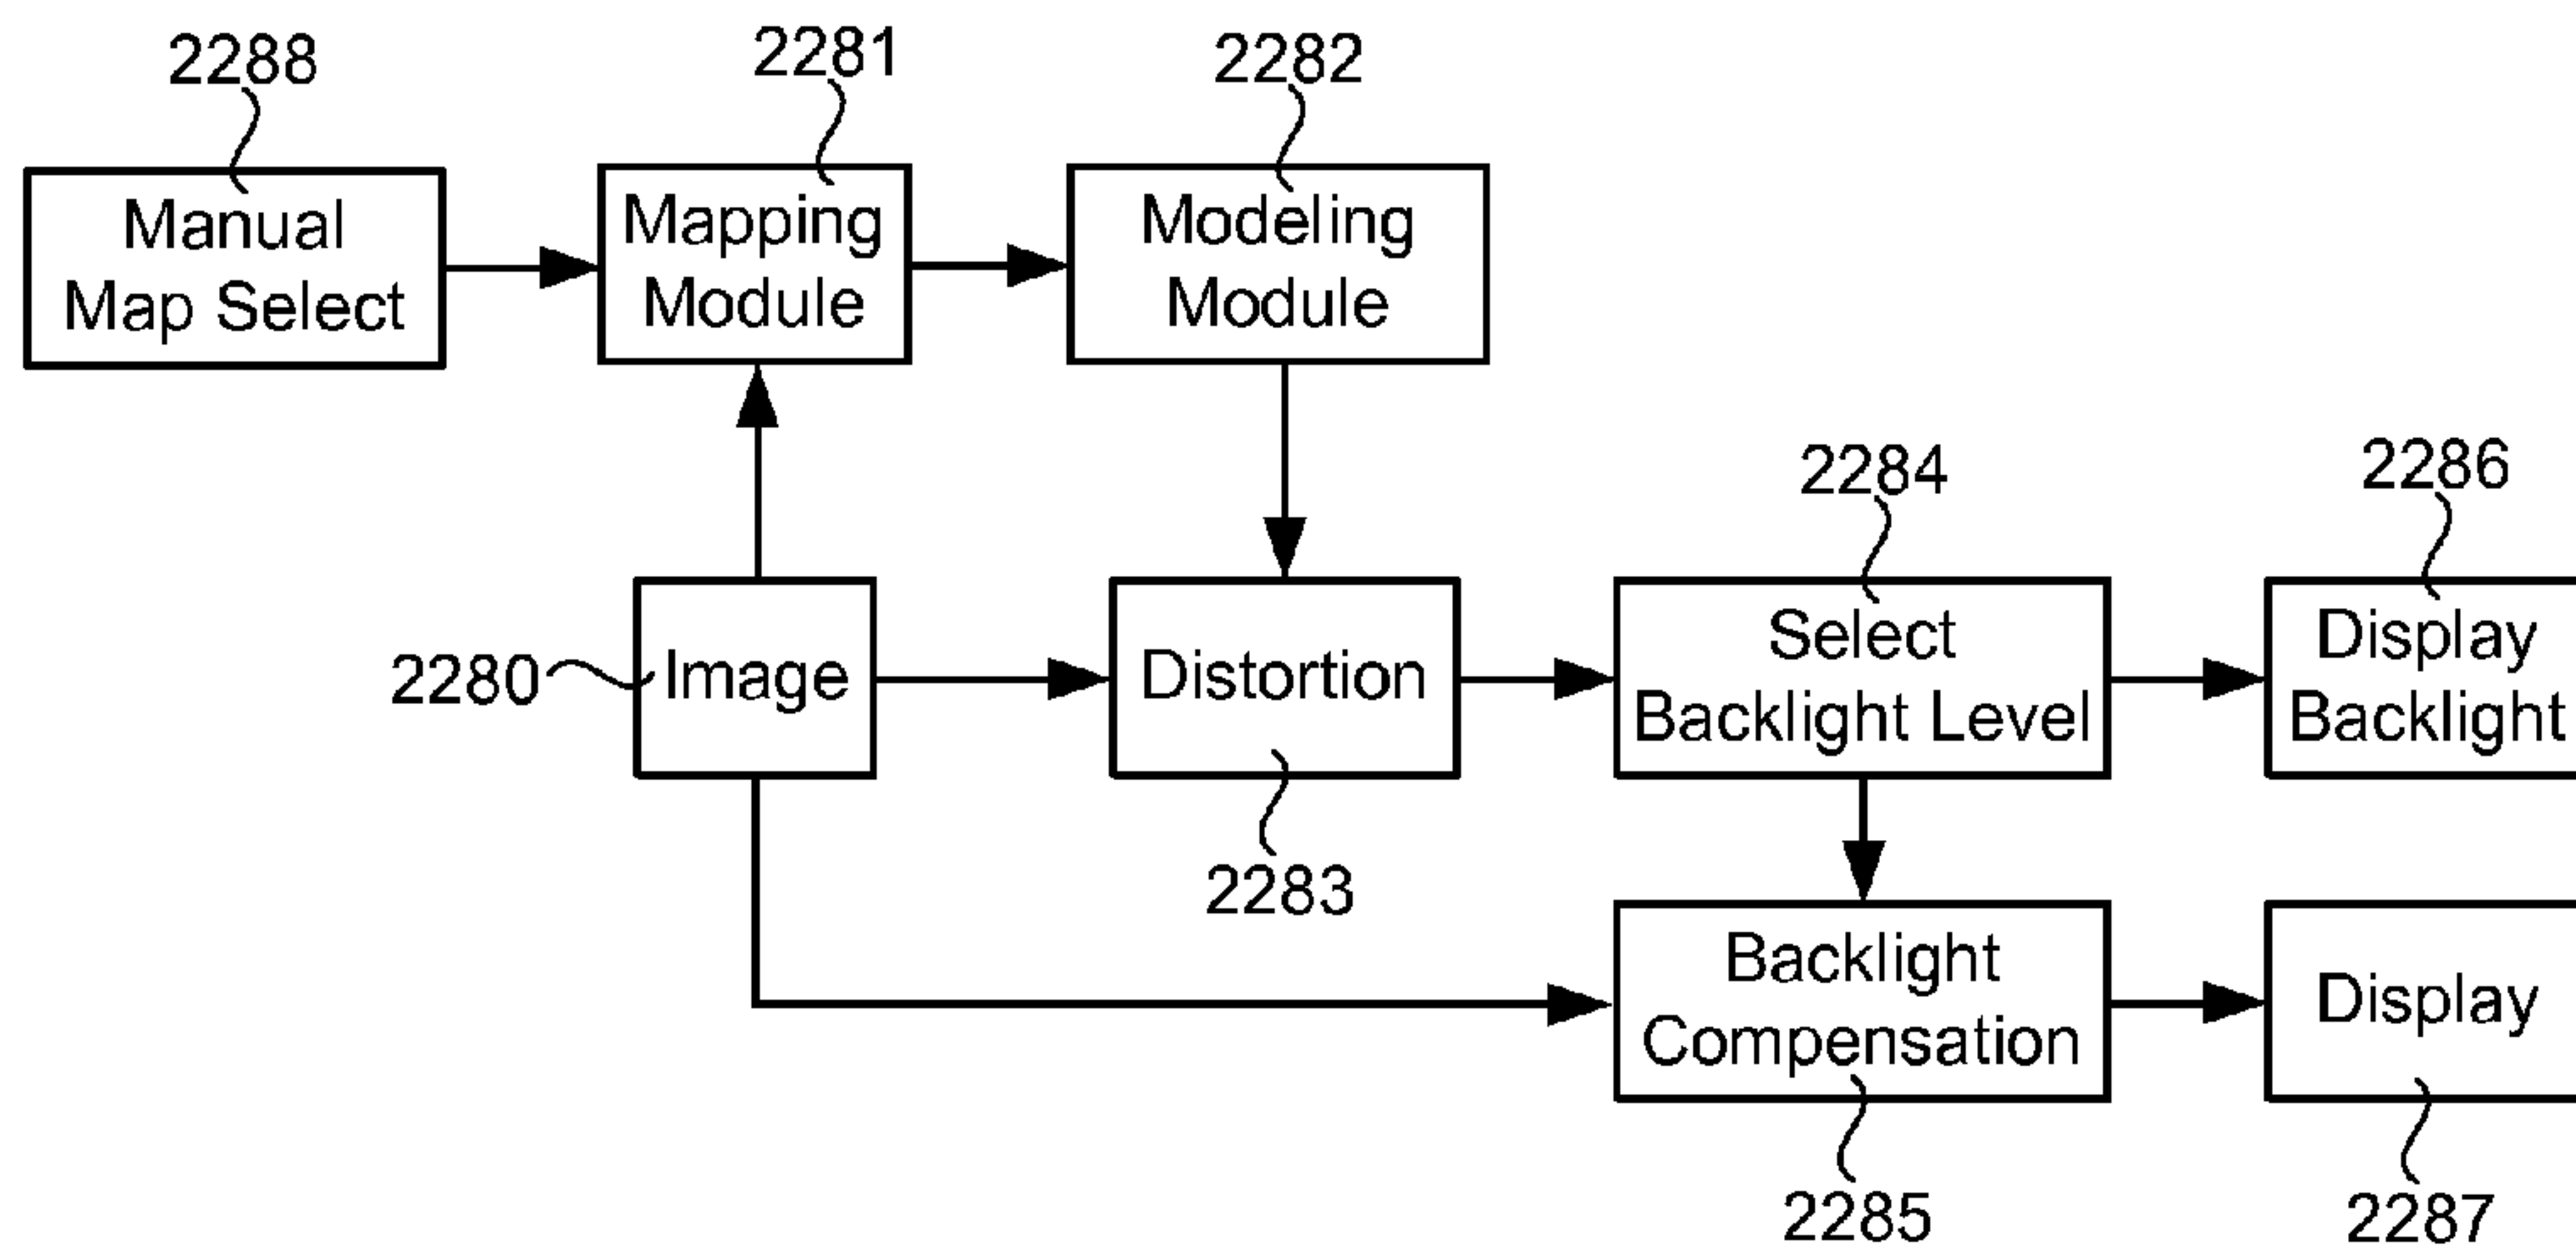 2288
2281
2282
Manual
Map Select
Mapping
Module
Modeling
Module
2284
2286
2280
Image
Distortion
Select
Backlight Level
Display
Backlight
2283
Backlight
Compensation
Display
2285
2287